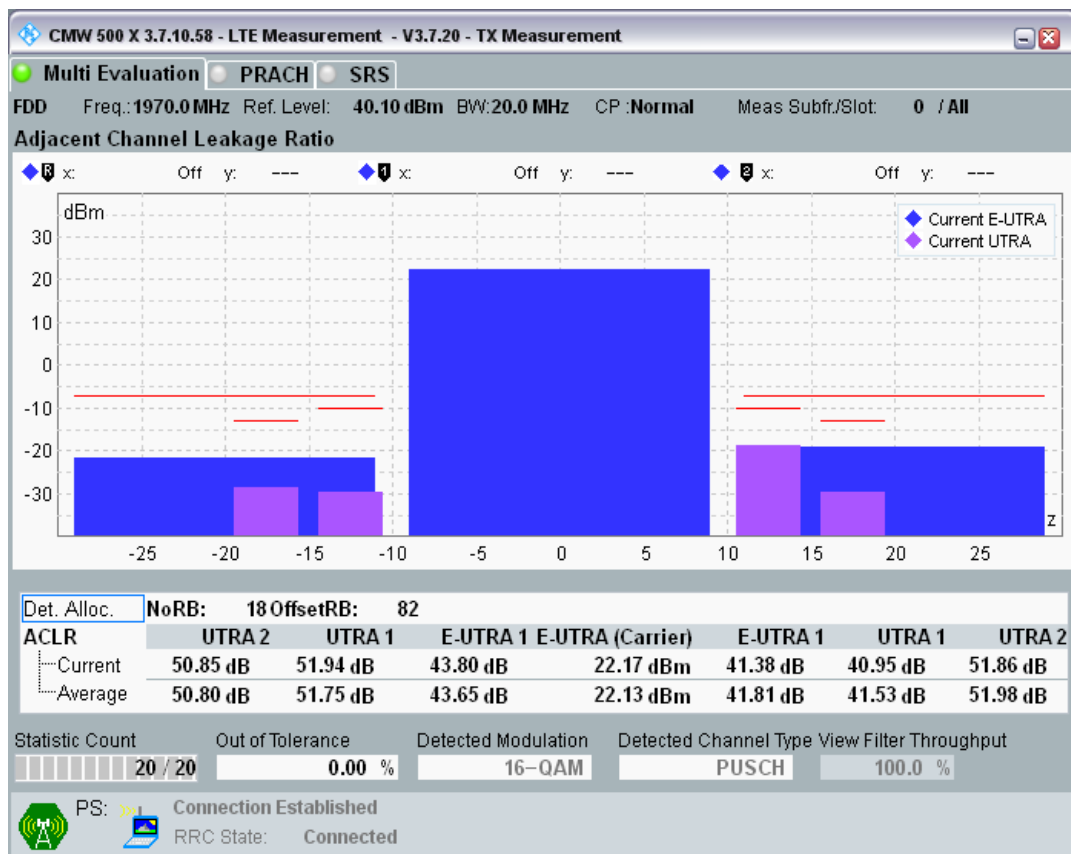 CMW 500 X 3.7.10.58 - LTE Measurement - V3.7.20 - TX Measurement
Multi Evaluation PRACH SRS
FDD Freq.:1970.0 MHz Ref. Level: 40.10 dBm BW:20.0 MHz CP :Normal Meas Subfr./Slot: 0 / All
Adjacent Channel Leakage Ratio
R x: Off y: --- 1 x: Off y: --- 2 x: Off y: ---
dBm
Current E-UTRA
Current UTRA
30
20
10
0
-10
-20
-30
z
-25 -20 -15 -10 -5 0 5 10 15 20 25
Det. Alloc. NoRB: 18 OffsetRB: 82
ACLR UTRA 2 UTRA 1 E-UTRA 1 E-UTRA (Carrier) E-UTRA 1 UTRA 1 UTRA 2
Current 50.85 dB 51.94 dB 43.80 dB 22.17 dBm 41.38 dB 40.95 dB 51.86 dB
Average 50.80 dB 51.75 dB 43.65 dB 22.13 dBm 41.81 dB 41.53 dB 51.98 dB
Statistic Count Out of Tolerance Detected Modulation Detected Channel Type View Filter Throughput
20 / 20 0.00 % 16-QAM PUSCH 100.0 %
PS: Connection Established
RRC State: Connected